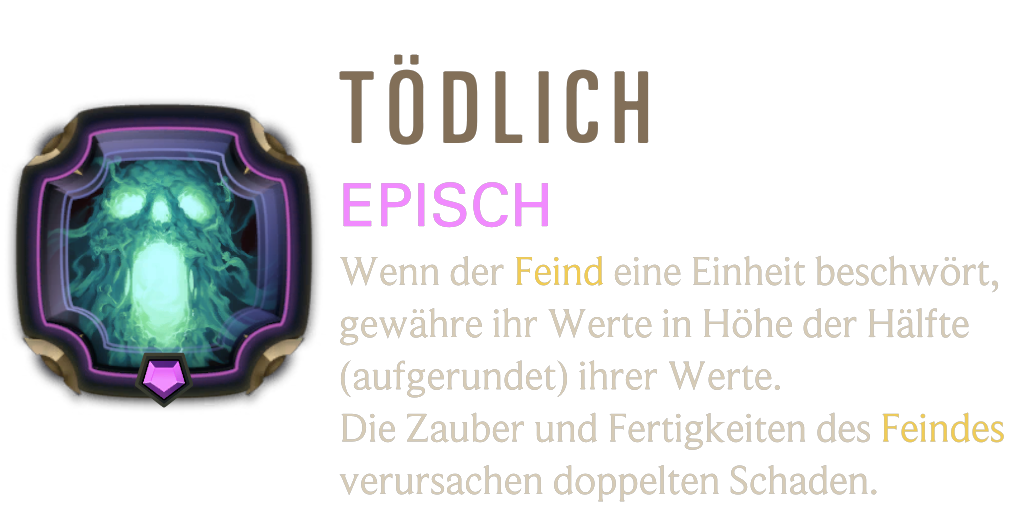 TÖDLICH
EPISCH
Wenn der Feind eine Einheit beschwört,
gewähre ihr Werte in Höhe der Hälfte
(aufgerundet) ihrer Werte.
Die Zauber und Fertigkeiten des Feindes
verursachen doppelten Schaden.